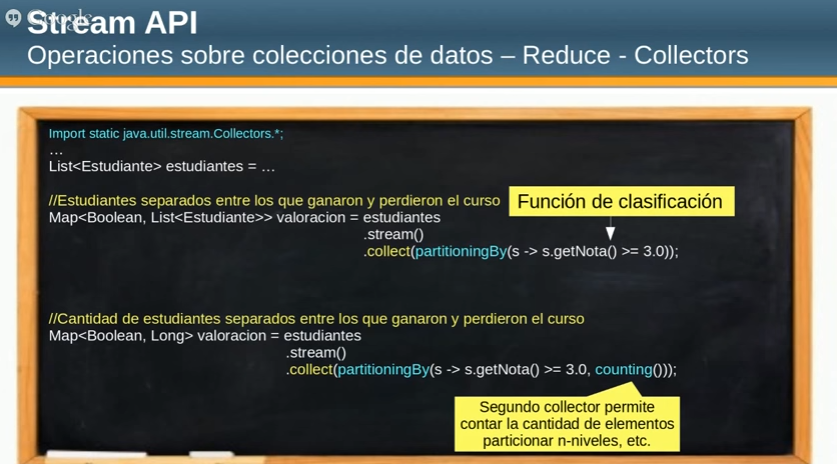 Google
Stream API
Operaciones sobre colecciones de datos – Reduce - Collectors
Import static java.util.stream.Collectors.*;
…
List<Estudiante> estudiantes = …
//Estudiantes separados entre los que ganaron y perdieron el curso
Función de clasificación
Map<Boolean, List<Estudiante>> valoracion = estudiantes
.stream()
.collect(partitioningBy(s -> s.getNota() >= 3.0));
//Cantidad de estudiantes separados entre los que ganaron y perdieron el curso
Map<Boolean, Long> valoracion = estudiantes
.stream()
.collect(partitioningBy(s -> s.getNota() >= 3.0, counting()));
Segundo collector permite
contar la cantidad de elementos
particionar n-niveles, etc.